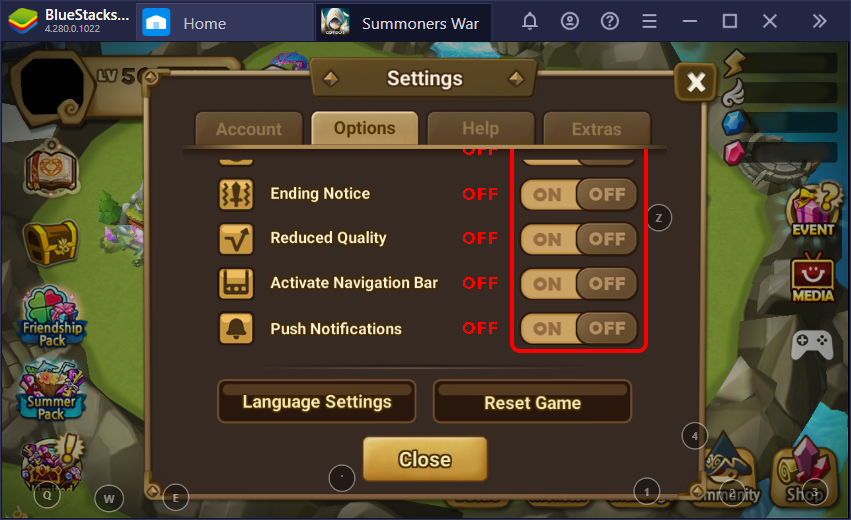 BlueStacks...
4.280.0.1022
Home
Summoners War
com2us
LV 50
Settings
Account
Options
Help
Extras
OFF
Ending Notice OFF ON OFF
Reduced Quality OFF ON OFF
Activate Navigation Bar OFF ON OFF
Push Notifications OFF ON OFF
Language Settings
Reset Game
Close
Friendship
Pack
Summer
Pack
EVENT
MEDIA
Shop
Z
4
Q
W
E
1
2
3